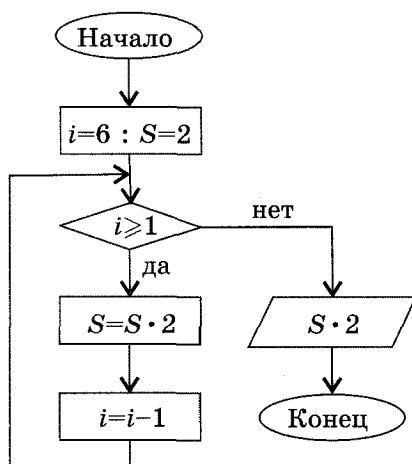 Начало
i=6 : S=2
i⩾1
нет
да
S=S · 2
S · 2
i=i–1
Конец